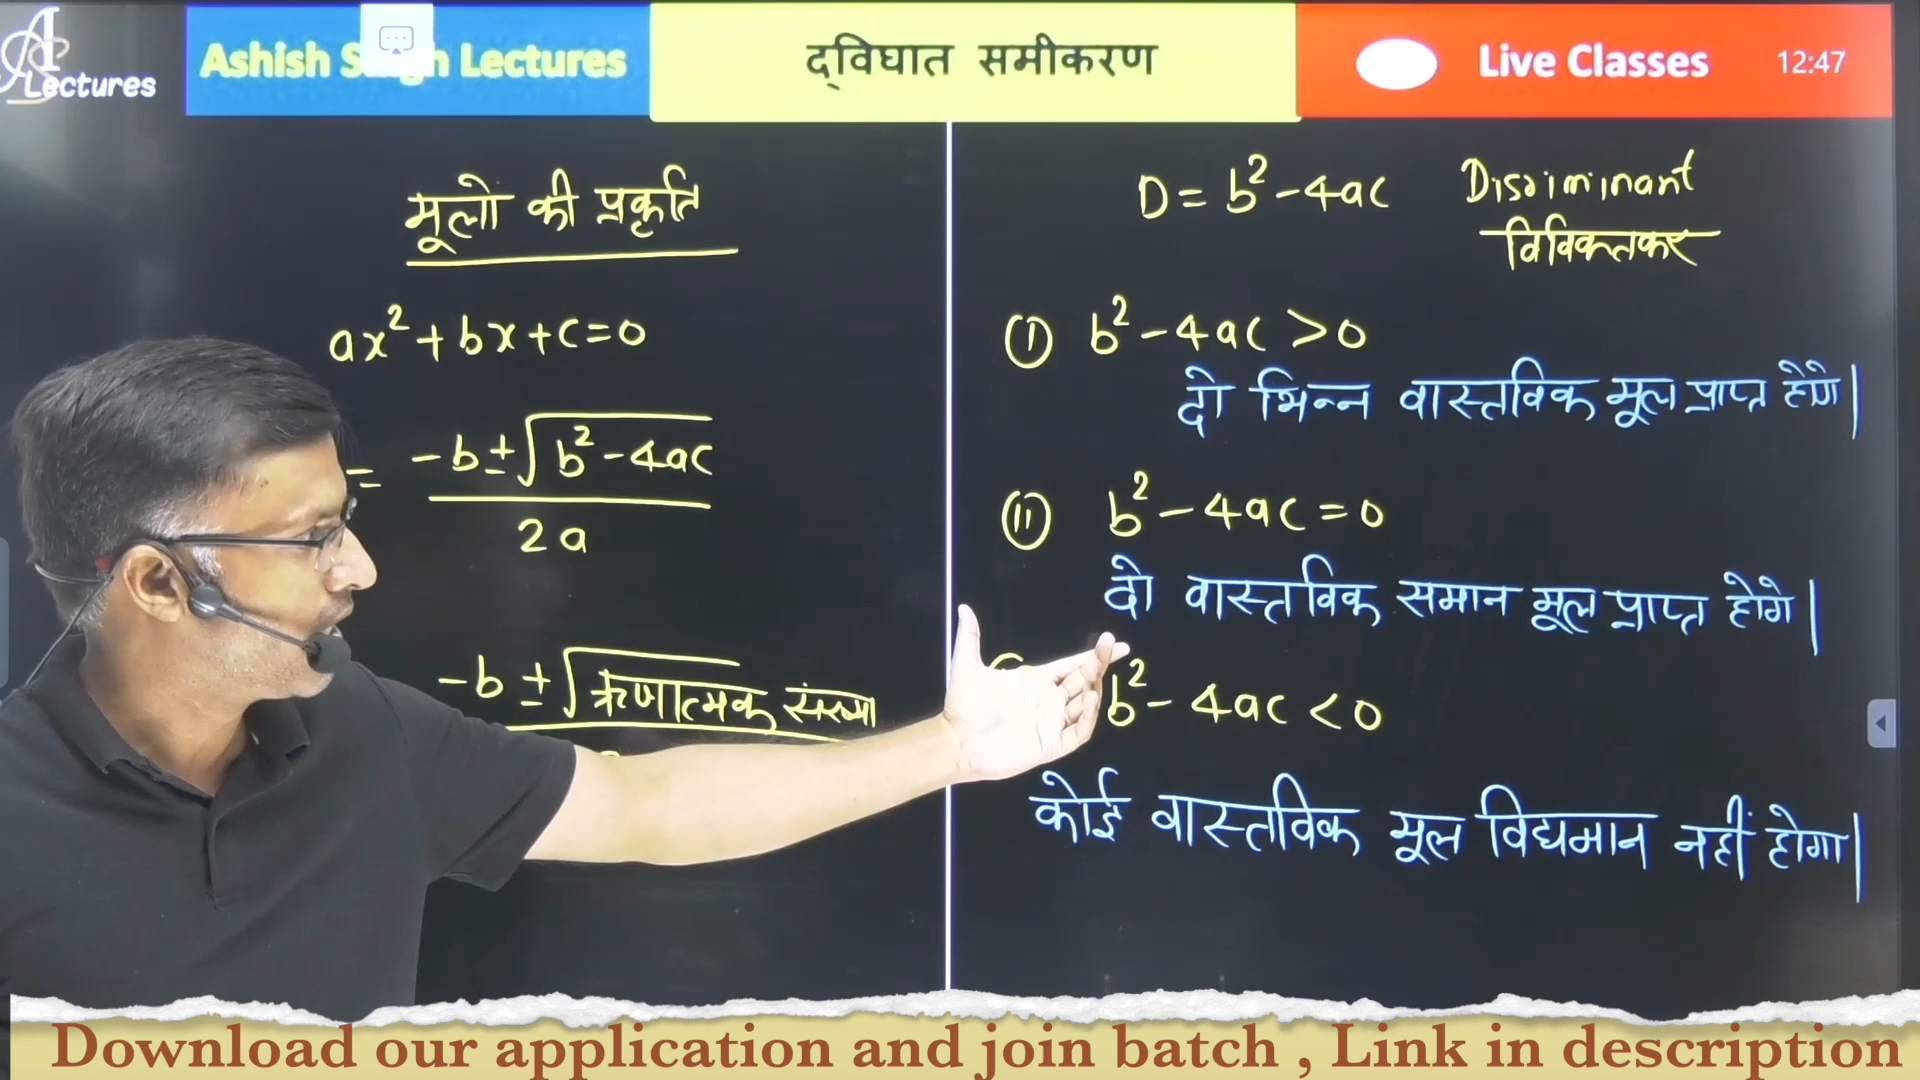 Lectures
Ashish Singh Lectures
द्विघात समीकरण
Live Classes
12:47
मूलो की प्रकृति
ax²+bx+c=0
= -b±√b²-4ac
2a
-b ±√ऋणात्मक संख्या
D = b²-4ac Discriminant
विविक्तकर
(I) b²-4ac >0
दो भिन्न वास्तविक मूल प्राप्त होंगे|
(II) b²-4ac=0
दो वास्तविक समान मूल प्राप्त होंगे|
b²-4ac <0
कोई वास्तविक मूल विद्यमान नहीं होगा|
Download our application and join batch , Link in description